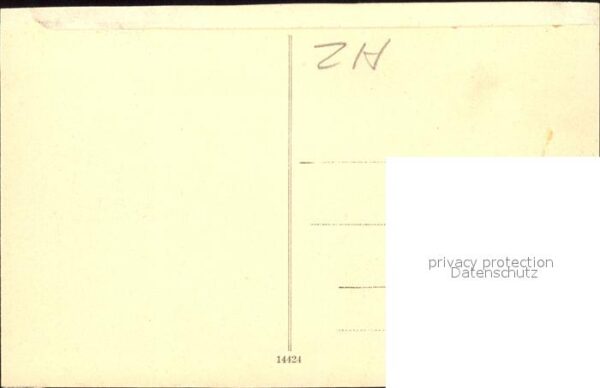 ZH
privacy protection
Datenschutz
14424